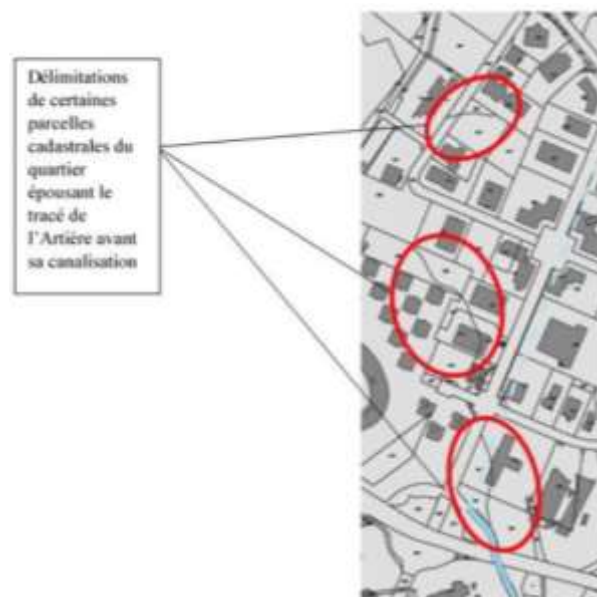 Délimitations
de certaines
parcelles
cadastrales du
quartier
épousant le
tracé de
l'Artière avant
sa canalisation